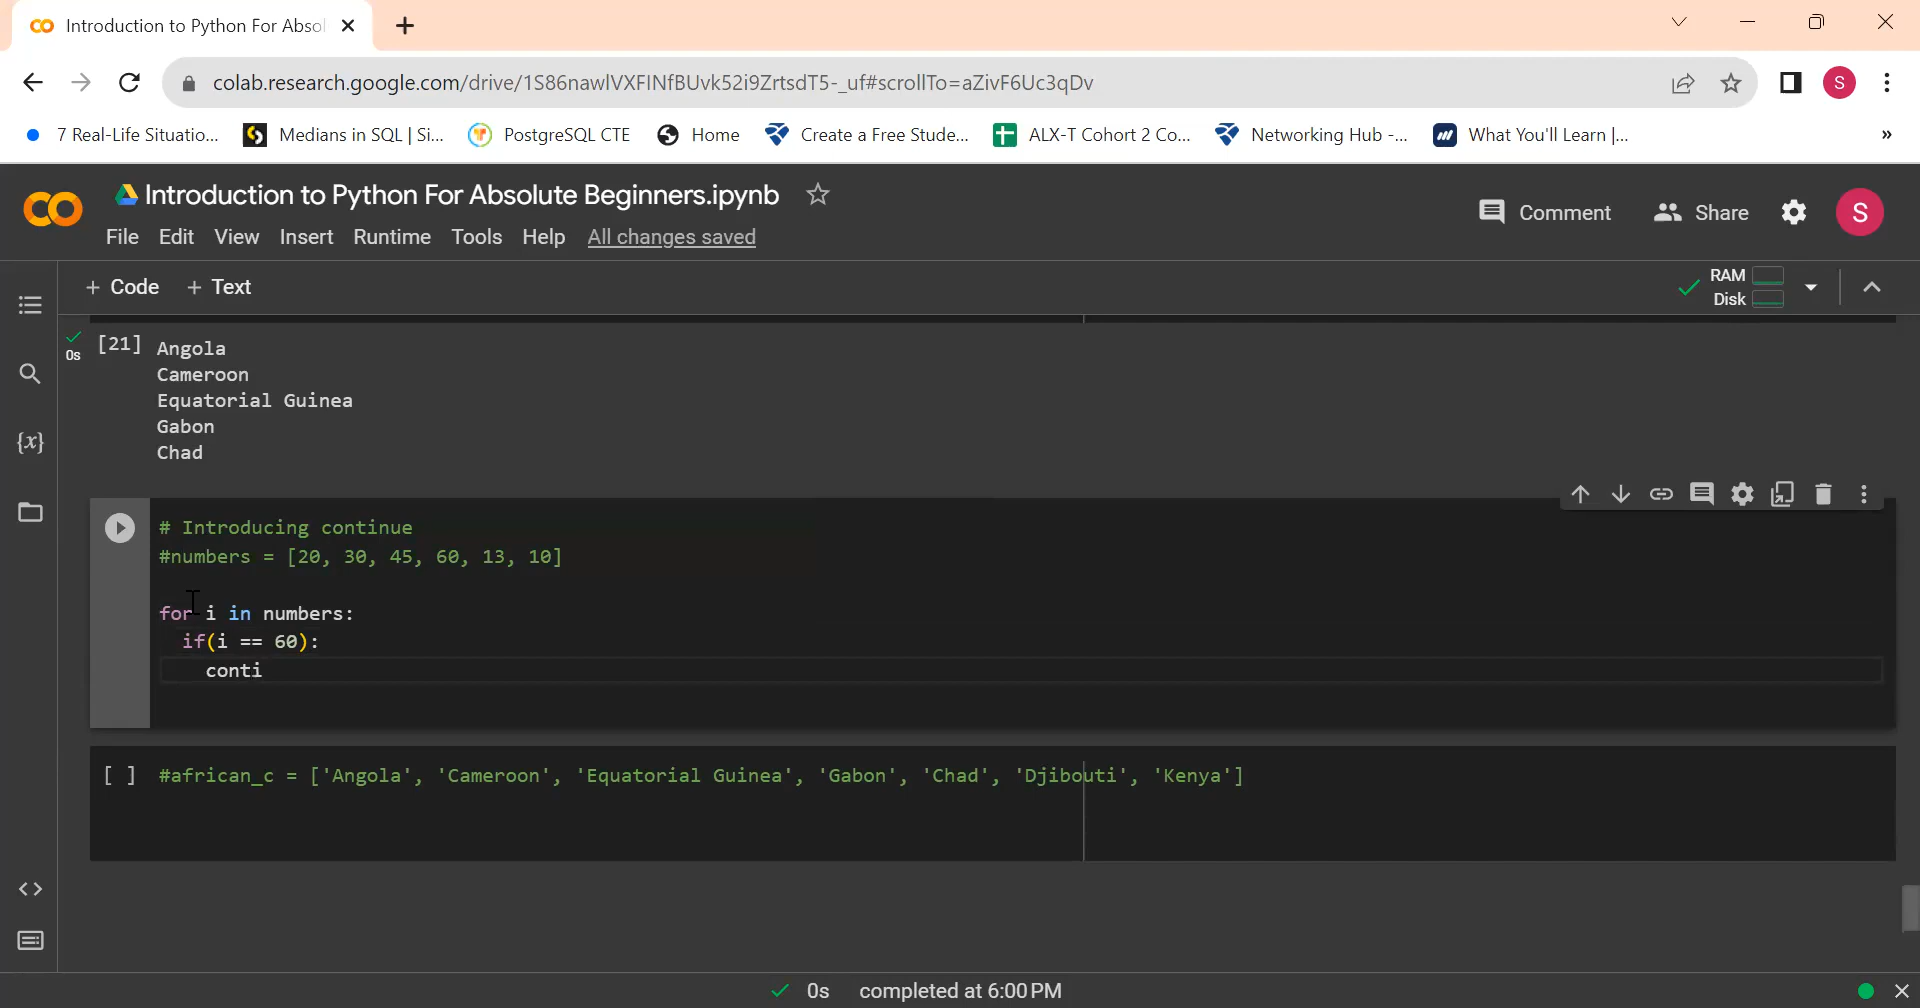 Introduction to Python For Absol
colab.research.google.com/drive/1S86nawlVXFINfBUvk52i9ZrtsdT5-_uf#scrollTo=aZivF6Uc3qDv
S
7 Real-Life Situatio...
Medians in SQL | Si...
PostgreSQL CTE
Home
Create a Free Stude...
ALX-T Cohort 2 Co...
Networking Hub -...
What You'll Learn |...
»
Introduction to Python For Absolute Beginners.ipynb
Comment
Share
S
File Edit View Insert Runtime Tools Help All changes saved
+ Code + Text
RAM
Disk
0s
[21]
Angola
Cameroon
Equatorial Guinea
Gabon
Chad
{x}
# Introducing continue
#numbers = [20, 30, 45, 60, 13, 10]
for i in numbers:
if(i == 60):
conti
[ ] #african_c = ['Angola', 'Cameroon', 'Equatorial Guinea', 'Gabon', 'Chad', 'Djibouti', 'Kenya']
0s completed at 6:00 PM